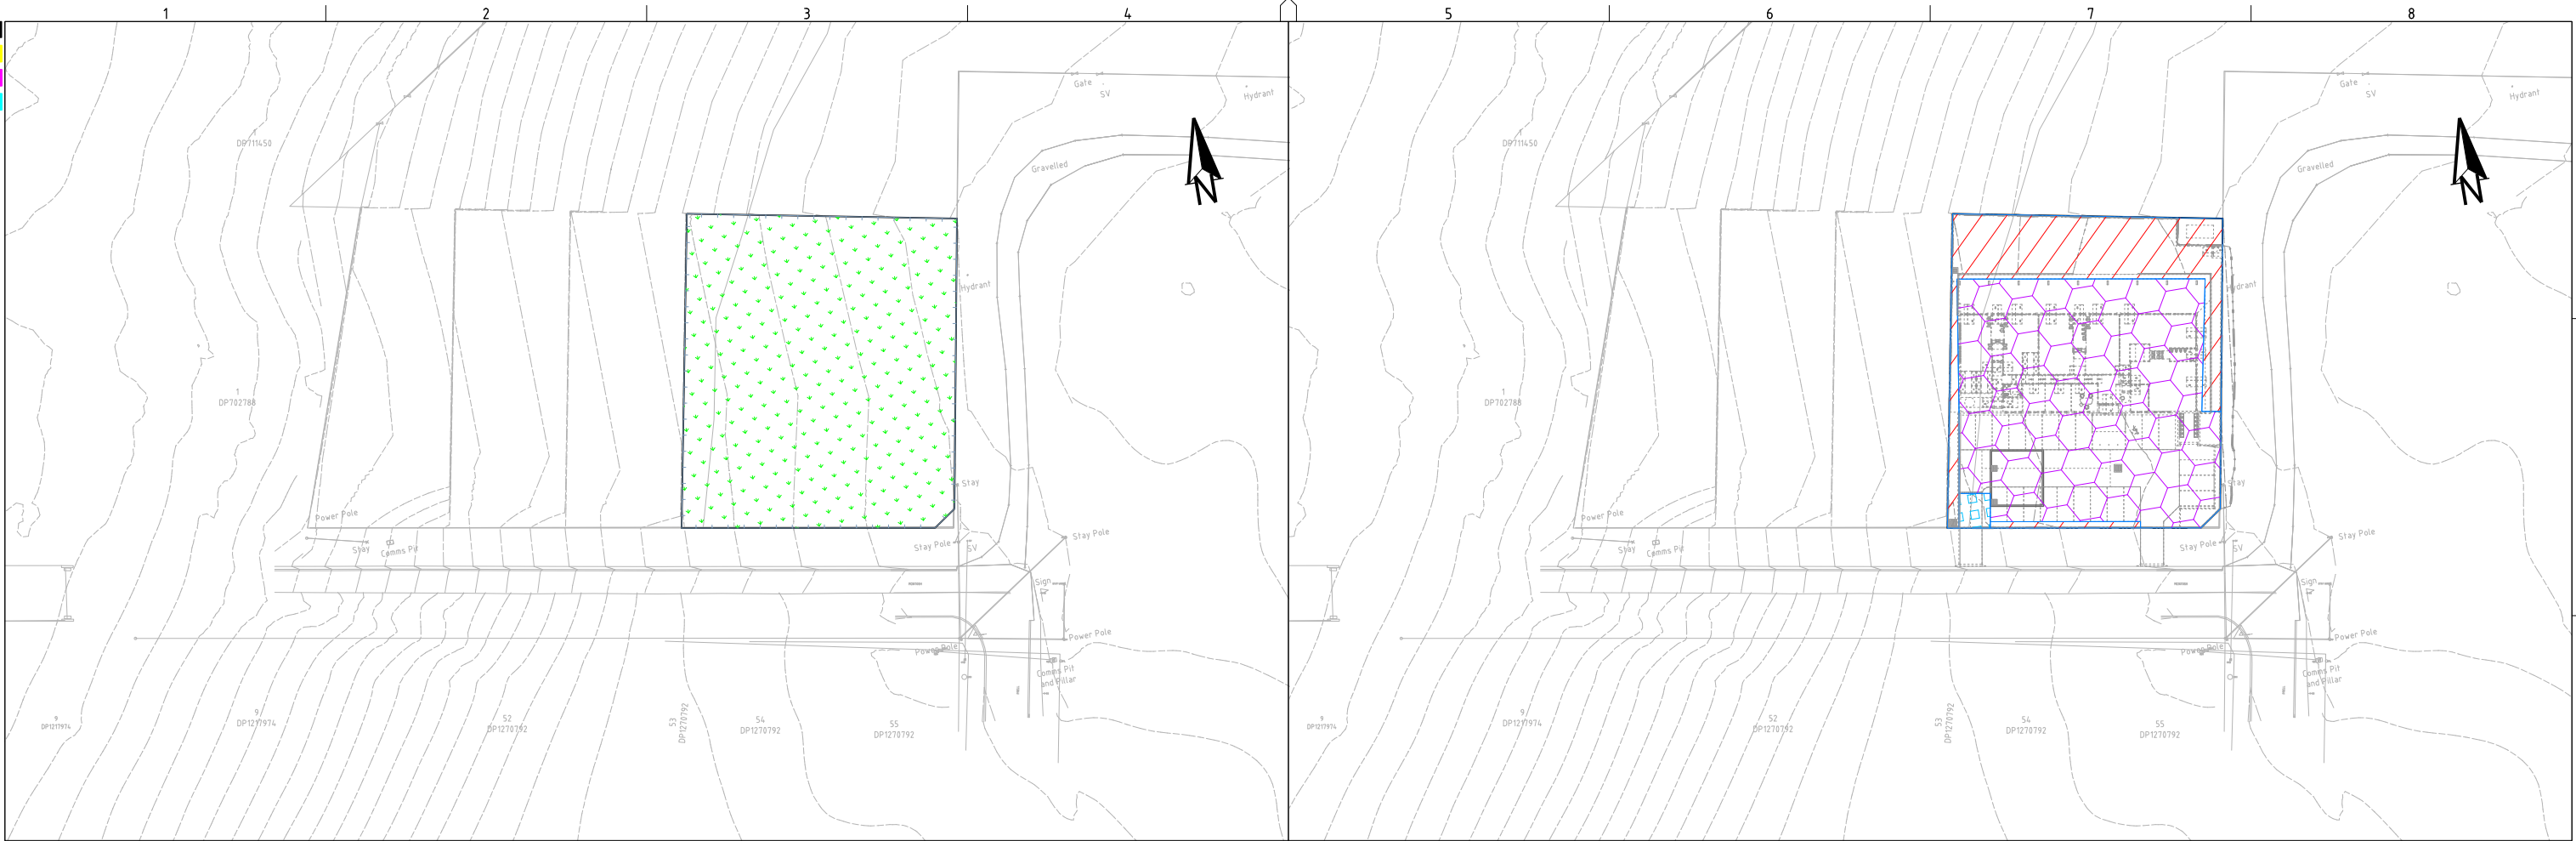 1 2 3 4 5 6 7 8
Gate
SV
Hydrant
1
DP711450
Gravelled
N
Hydrant
1
DP702788
Stay
Power Pole
Stay
Comms Pit
Stay Pole
SV
Stay Pole
Sign
Power Pole
Power Pole
Comms Pit
and Pillar
9
DP1217974
9
DP1217974
52
DP1270792
53
DP1270792
54
DP1270792
55
DP1270792
Gate
SV
Hydrant
1
DP711450
Gravelled
N
Hydrant
1
DP702788
Stay
Power Pole
Stay
Comms Pit
Stay Pole
SV
Stay Pole
Sign
Power Pole
Power Pole
Comms Pit
and Pillar
9
DP1217974
9
DP1217974
52
DP1270792
53
DP1270792
54
DP1270792
55
DP1270792